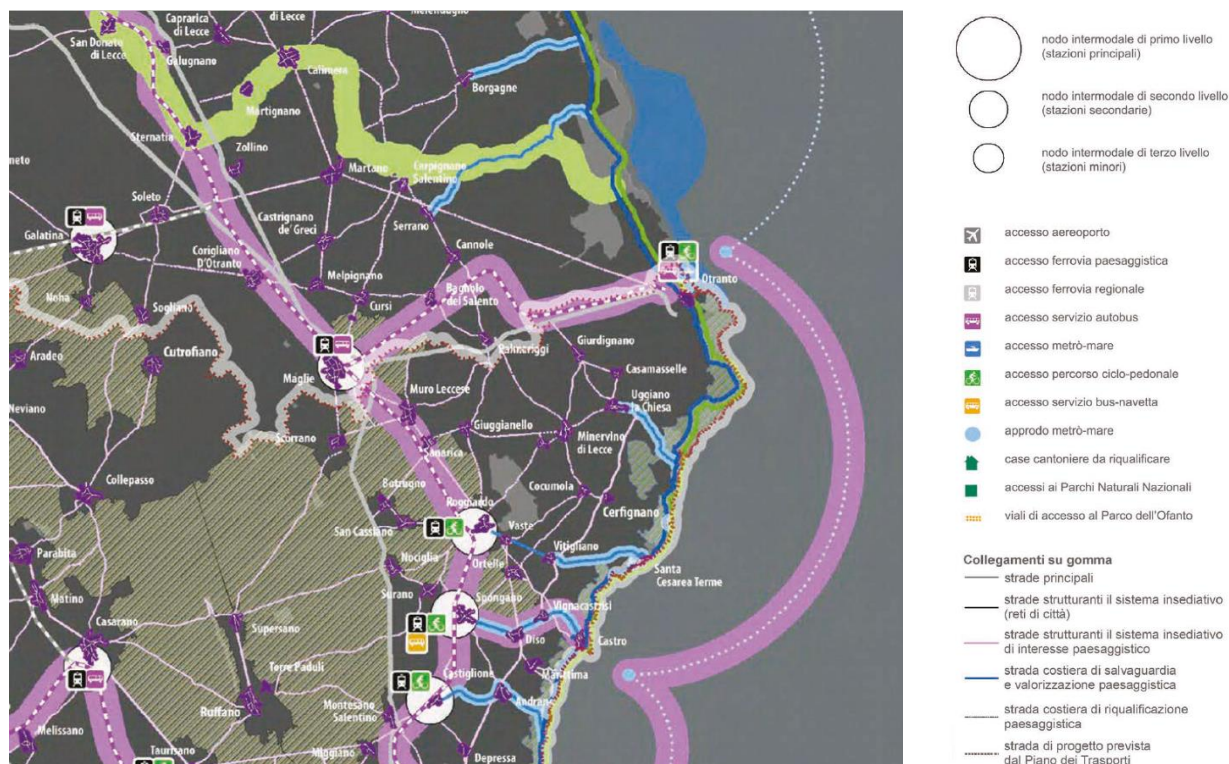 Caprarica
di Lecce
San Donato
di Lecce
Galugnano
Calimera
Borgagne
Martignano
Sternatia
Zollino
Martano
Carpignano
Salentino
Soleto
Serrano
Galatina
Castrignano
de' Greci
Cannole
Corigliano
D'Otranto
Otranto
Melpignano
Bagnolo
del Salento
Noha
Sogliano
Cursi
Palmariggi
Giurdignano
Aradeo
Cutrofiano
Casamasselle
Maglie
Muro Leccese
Uggiano
la Chiesa
Neviano
Scorrano
Giuggianello
Minervino
di Lecce
Sanarica
Collepasso
Botrugno
Cocumola
Cerfignano
San Cassiano
Vaste
Vitigliano
Parabita
Nociglia
Ortelle
Santa
Cesarea Terme
Matino
Surano
Spongano
Vignacastrisi
Casarano
Supersano
Diso
Castro
Torre Paduli
Castiglione
Marittima
Ruffano
Montesano
Salentino
Andrano
Melissano
Taurisano
Miggiano
Depressa
nodo intermodale di primo livello
(stazioni principali)
nodo intermodale di secondo livello
(stazioni secondarie)
nodo intermodale di terzo livello
(stazioni minori)
accesso aereoporto
accesso ferrovia paesaggistica
accesso ferrovia regionale
accesso servizio autobus
accesso metrò-mare
accesso percorso ciclo-pedonale
accesso servizio bus-navetta
approdo metrò-mare
case cantoniere da riqualificare
accessi ai Parchi Naturali Nazionali
viali di accesso al Parco dell'Ofanto
Collegamenti su gomma
strade principali
strade strutturanti il sistema insediativo
(reti di città)
strade strutturanti il sistema insediativo
di interesse paesaggistico
strada costiera di salvaguardia
e valorizzazione paesaggistica
strada costiera di riqualificazione
paesaggistica
strada di progetto prevista
dal Piano dei Trasporti